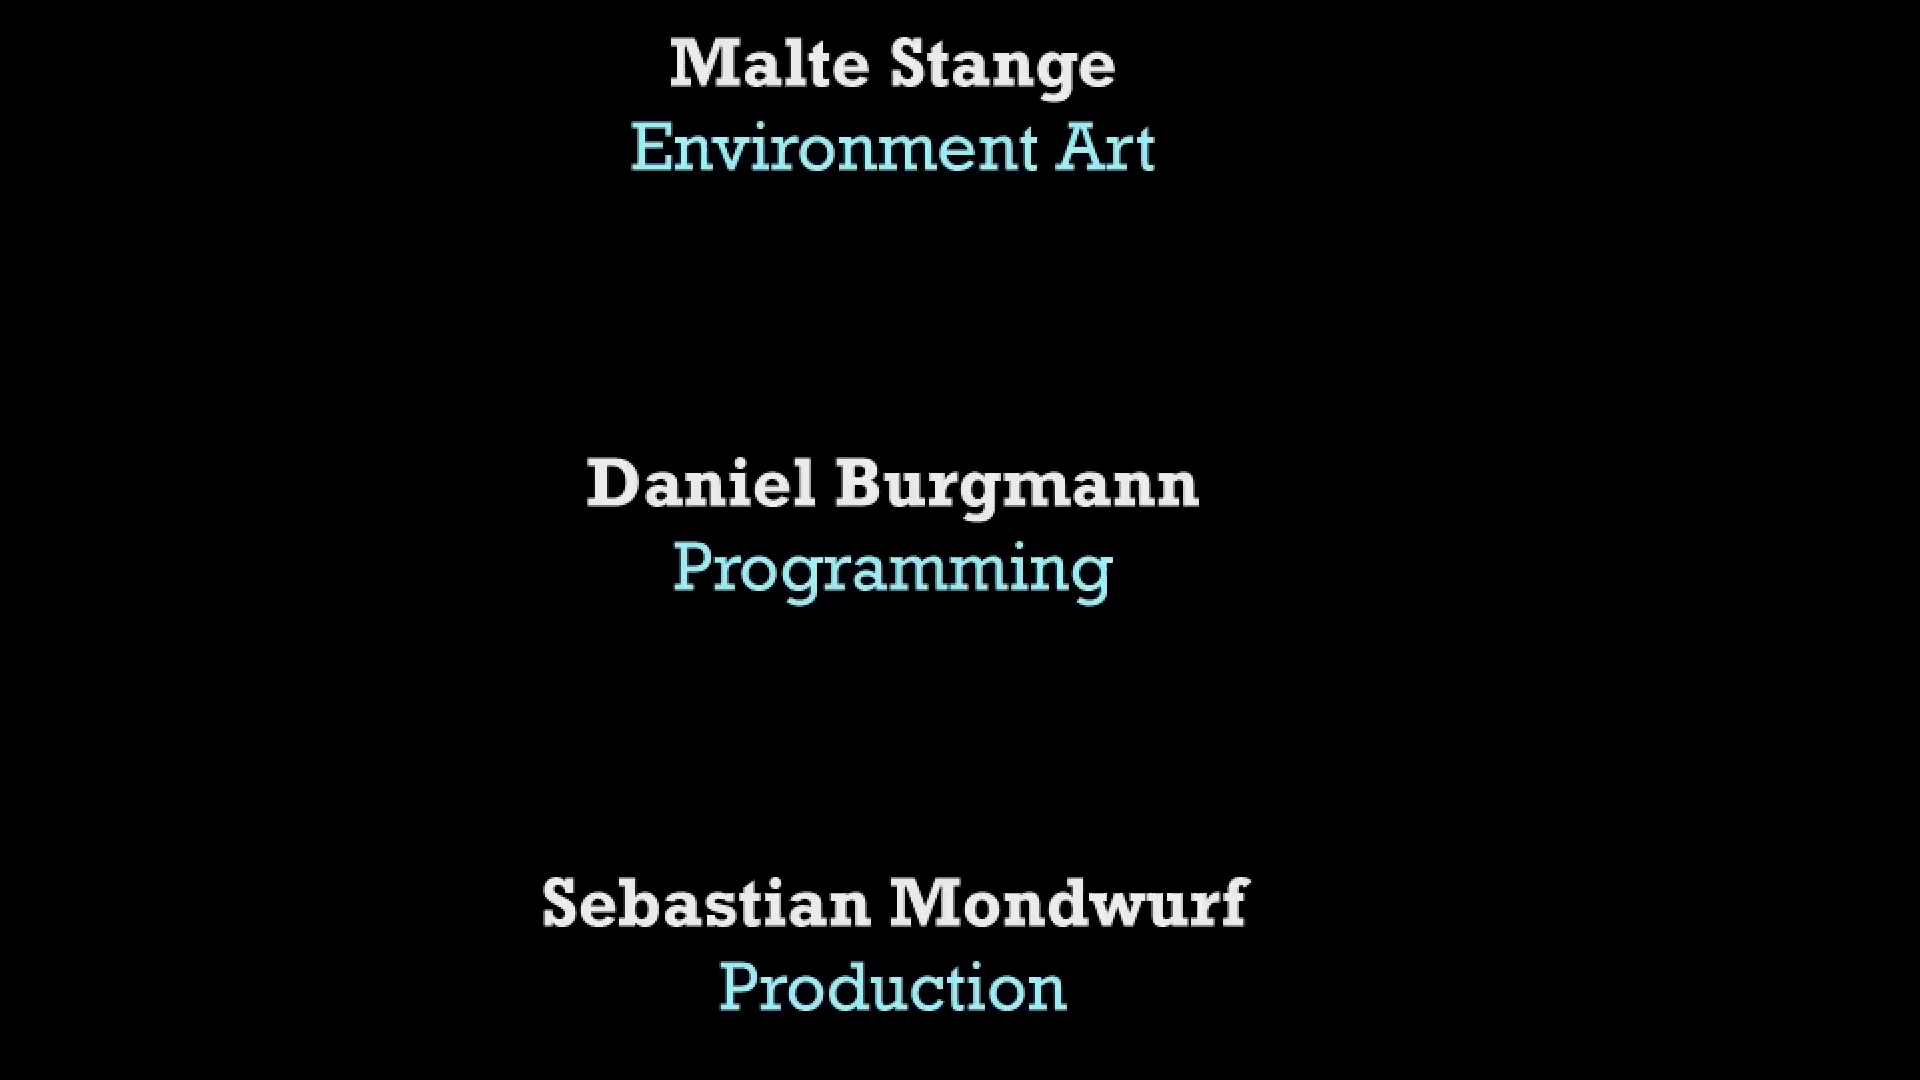 Malte Stange
Environment Art
Daniel Burgmann
Programming
Sebastian Mondwurf
Production